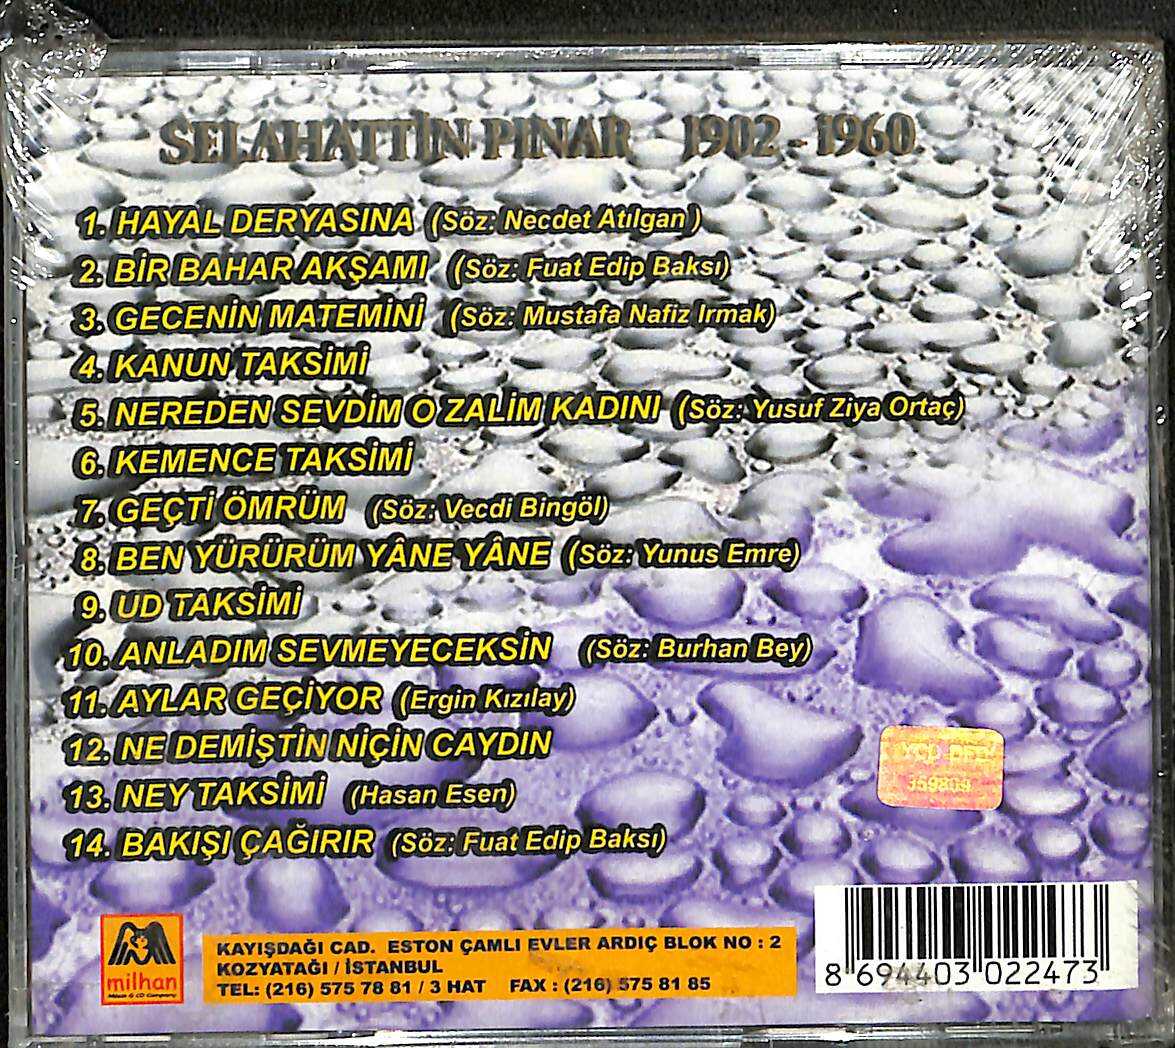 SELAHATTİN PINAR 1902 - 1960
1. HAYAL DERYASINA (Söz: Necdet Atılgan)
2. BİR BAHAR AKŞAMI (Söz: Fuat Edip Baksı)
3. GECENİN MATEMİNİ (Söz: Mustafa Nafiz Irmak)
4. KANUN TAKSİMİ
5. NEREDEN SEVDİM O ZALİM KADINI (Söz: Yusuf Ziya Ortaç)
6. KEMENCE TAKSİMİ
7. GEÇTİ ÖMRÜM (Söz: Vecdi Bingöl)
8. BEN YÜRÜRÜM YÂNE YÂNE (Söz: Yunus Emre)
9. UD TAKSİMİ
10. ANLADIM SEVMEYECEKSİN (Söz: Burhan Bey)
11. AYLAR GEÇİYOR (Ergin Kızılay)
12. NE DEMİŞTİN NİÇİN CAYDIN
13. NEY TAKSİMİ (Hasan Esen)
14. BAKIŞI ÇAĞIRIR (Söz: Fuat Edip Baksı)
359809
milhan
Müzik & CD Company
KAYIŞDAĞI CAD. ESTON ÇAMLI EVLER ARDIÇ BLOK NO : 2
KOZYATAĞI / İSTANBUL
TEL: (216) 575 78 81 / 3 HAT FAX : (216) 575 81 85
8 694403 022473